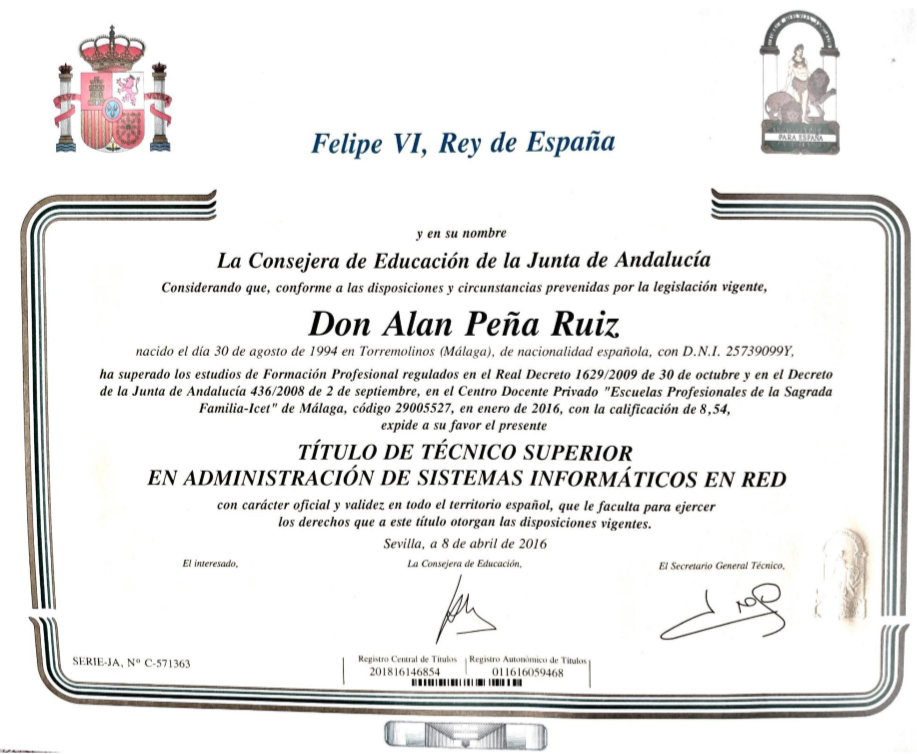 PLVS VLTRA
PARA ESPAÑA
Felipe VI, Rey de España
y en su nombre
La Consejera de Educación de la Junta de Andalucía
Considerando que, conforme a las disposiciones y circunstancias prevenidas por la legislación vigente,
Don Alan Peña Ruiz
nacido el día 30 de agosto de 1994 en Torremolinos (Málaga), de nacionalidad española, con D.N.I. 25739099Y,
ha superado los estudios de Formación Profesional regulados en el Real Decreto 1629/2009 de 30 de octubre y en el Decreto
de la Junta de Andalucía 436/2008 de 2 de septiembre, en el Centro Docente Privado "Escuelas Profesionales de la Sagrada
Familia-Icet" de Málaga, código 29005527, en enero de 2016, con la calificación de 8,54,
expide a su favor el presente
TÍTULO DE TÉCNICO SUPERIOR
EN ADMINISTRACIÓN DE SISTEMAS INFORMÁTICOS EN RED
con carácter oficial y validez en todo el territorio español, que le faculta para ejercer
los derechos que a este título otorgan las disposiciones vigentes.
Sevilla, a 8 de abril de 2016
El interesado,
La Consejera de Educación,
El Secretario General Técnico,
SERIE-JA, Nº C-571363
Registro Central de Títulos
201816146854
Registro Autonómico de Títulos
011616059468